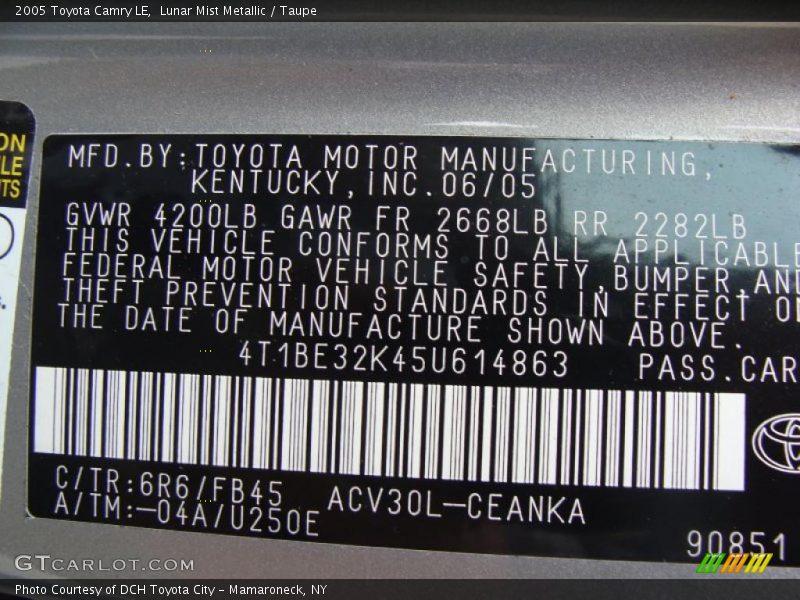 2005 Toyota Camry LE,  Lunar Mist Metallic / Taupe
ON
LE
TS
MFD.BY:TOYOTA MOTOR MANUFACTURING,
KENTUCKY,INC.06/05
GVWR 4200LB GAWR FR 2668LB RR 2282LB
THIS VEHICLE CONFORMS TO ALL APPLICABLE
FEDERAL MOTOR VEHICLE SAFETY,BUMPER,AND
THEFT PREVENTION STANDARDS IN EFFECT ON
THE DATE OF MANUFACTURE SHOWN ABOVE.
4T1BE32K45U614863 PASS.CAR
C/TR:6R6/FB45 ACV30L-CEANKA
A/TM:-04A/U250E
90851
GTCARLOT.COM
Photo Courtesy of DCH Toyota City - Mamaroneck, NY